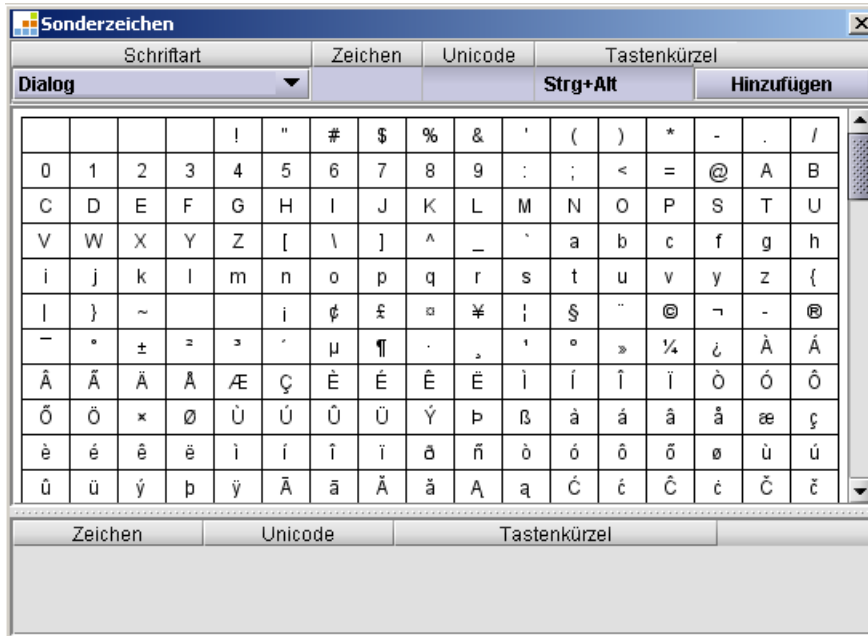 Sonderzeichen
Schriftart Zeichen Unicode Tastenkürzel
Dialog Strg+Alt Hinzufügen
! " # $ % & ' ( ) * - . /
0 1 2 3 4 5 6 7 8 9 : ; < = @ A B
C D E F G H I J K L M N O P S T U
V W X Y Z [ \ ] ^ _ ` a b c f g h
i j k l m n o p q r s t u v y z {
| } ~ ¡ ¢ £ ¤ ¥ ¦ § ¨ © ¬ - ®
¯ ° ± ² ³ ´ µ ¶ · ¸ ¹ º » ¼ ¿ À Á
Â Ã Ä Å Æ Ç È É Ê Ë Ì Í Î Ï Ò Ó Ô
Õ Ö × Ø Ù Ú Û Ü Ý Þ ß à á â å æ ç
è é ê ë ì í î ï ð ñ ò ó ô õ ø ù ú
û ü ý þ ÿ Ā ā Ă ă Ą ą Ć ć Ĉ ċ Č č
Zeichen Unicode Tastenkürzel